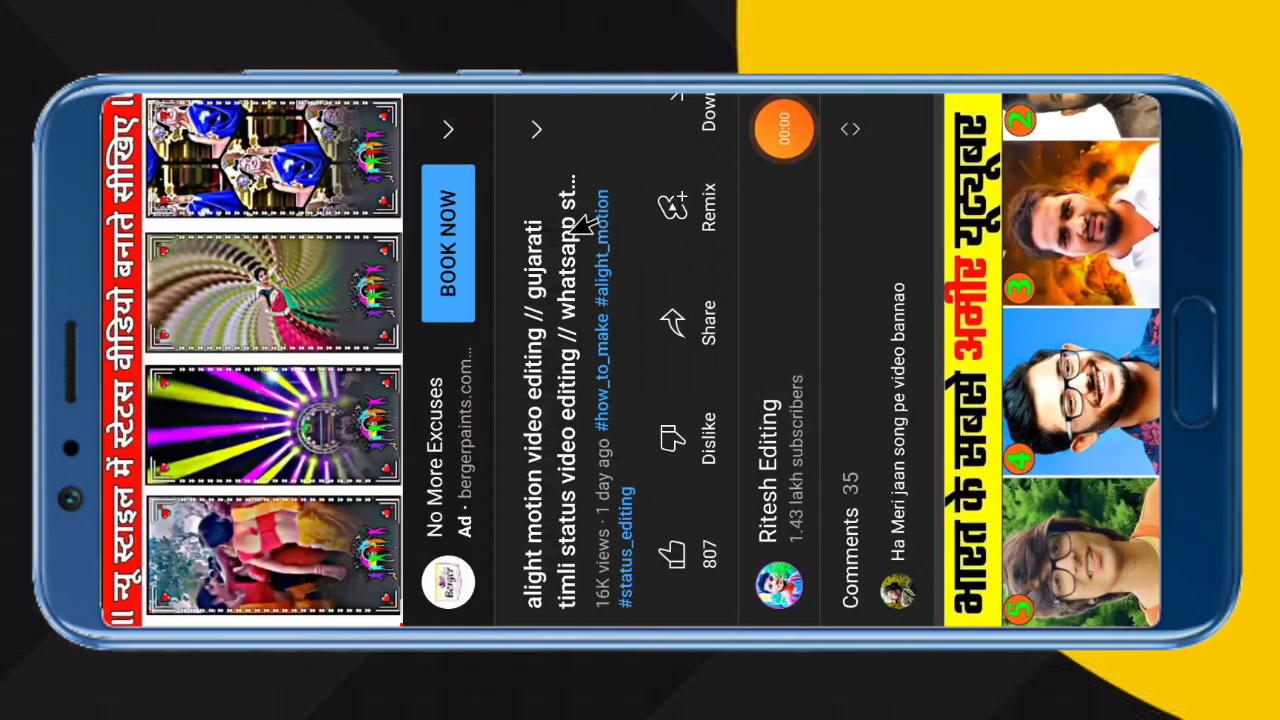 ॥ न्यू स्टाइल में स्टेटस वीडियो बनाते सीखिए ॥
No More Excuses
Ad · bergerpaints.com...
BOOK NOW
Berger
alight motion video editing // gujarati
timli status video editing // whatsapp st...
16K views · 1 day ago #how_to_make #alight_motion
#status_editing
807
Dislike
Share
Remix
Down
Ritesh Editing
1.43 lakh subscribers
00:00
Comments 35
Ha Meri jaan song pe video bannao
भारत के सबसे अमीर यूट्यूबर
5
4
3
2